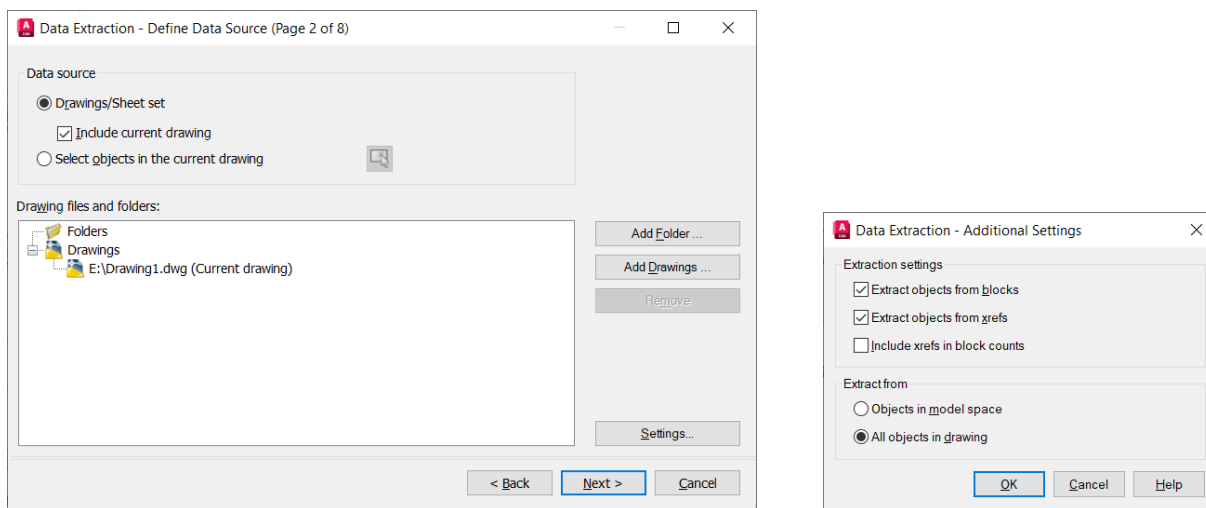 Data Extraction - Define Data Source (Page 2 of 8)
Data source
Drawings/Sheet set
Include current drawing
Select objects in the current drawing
Drawing files and folders:
Folders
Drawings
E:\Drawing1.dwg (Current drawing)
Add Folder ...
Add Drawings ...
Remove
Settings...
< Back
Next >
Cancel
Data Extraction - Additional Settings
Extraction settings
Extract objects from blocks
Extract objects from xrefs
Include xrefs in block counts
Extract from
Objects in model space
All objects in drawing
OK
Cancel
Help